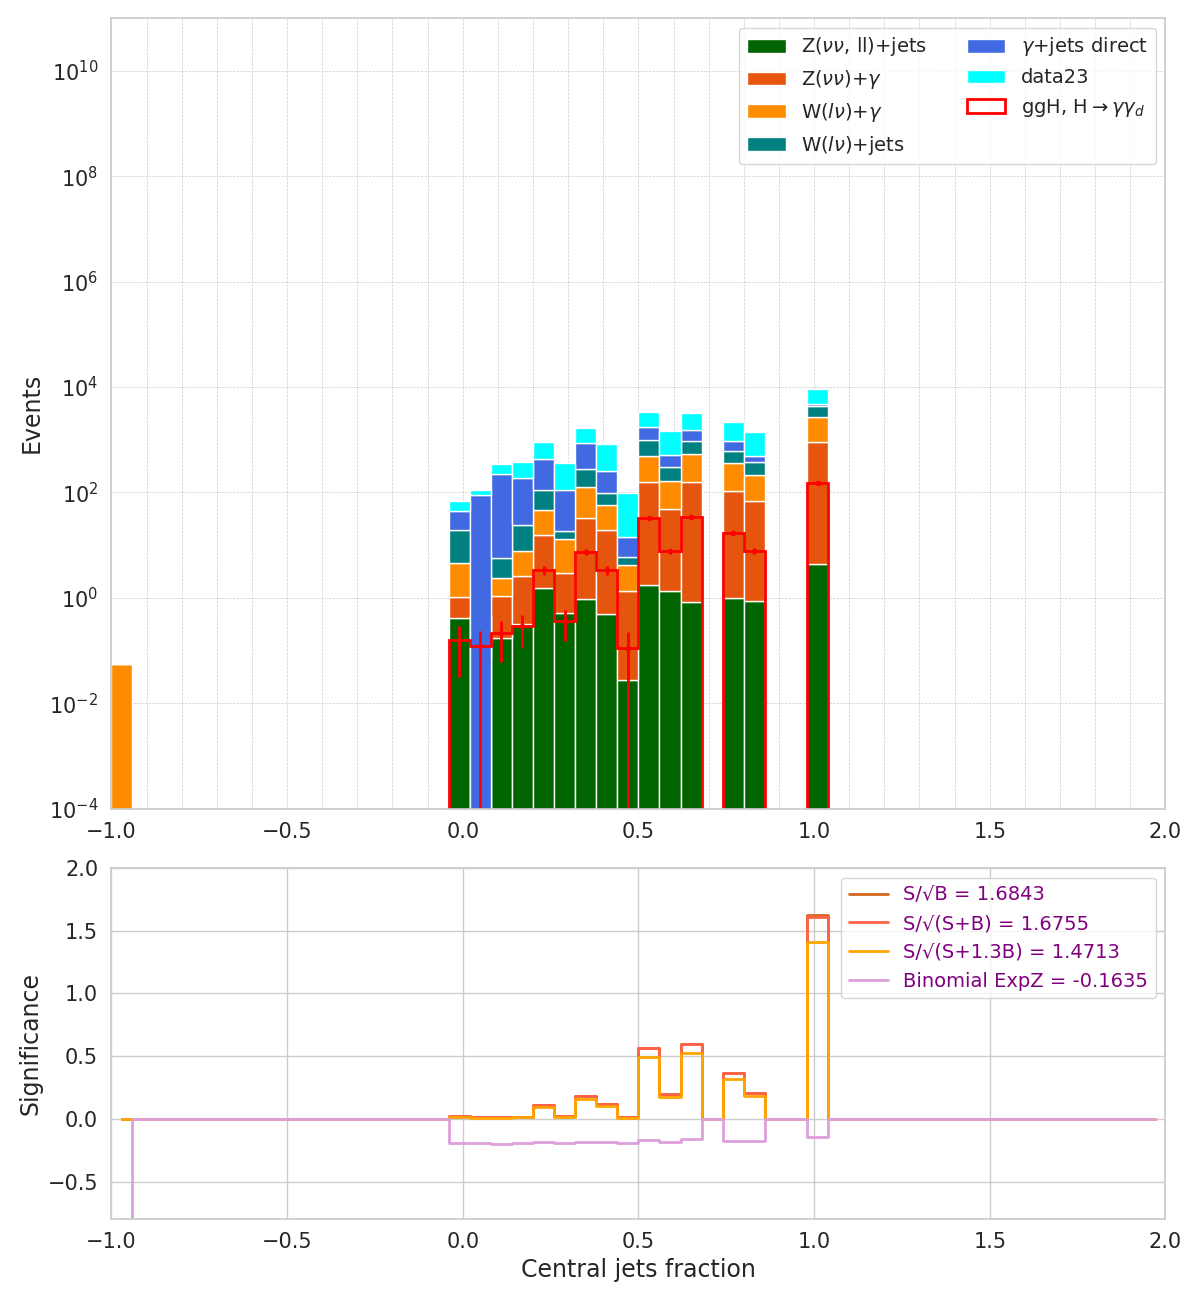 Z(νν, ll)+jets
Z(νν)+γ
W(lν)+γ
W(lν)+jets
γ+jets direct
data23
ggH, H→γγ_d
Events
10^10
10^8
10^6
10^4
10^2
10^0
10^−2
10^−4
−1.0 −0.5 0.0 0.5 1.0 1.5 2.0
S/√B = 1.6843
S/√(S+B) = 1.6755
S/√(S+1.3B) = 1.4713
Binomial ExpZ = -0.1635
Significance
2.0
1.5
1.0
0.5
0.0
−0.5
−1.0 −0.5 0.0 0.5 1.0 1.5 2.0
Central jets fraction